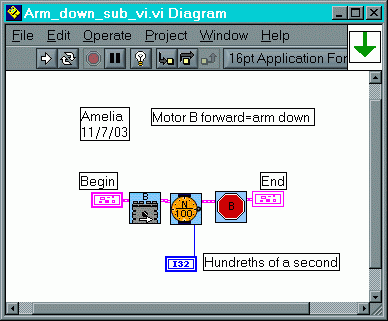 Arm_down_sub_vi.vi Diagram
File Edit Operate Project Window Help
16pt Application For
Amelia
11/7/03
Motor B forward=arm down
Begin
End
B
N
100
B
I32
Hundreths of a second